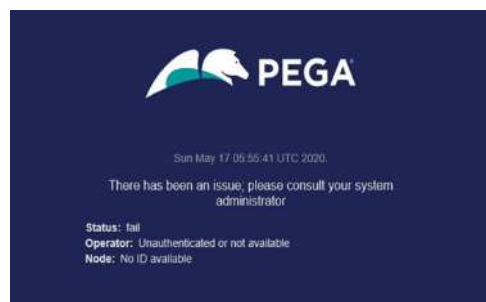 PEGA
Sun May 17 05:55:41 UTC 2020.
There has been an issue; please consult your system
administrator
Status: fail
Operator: Unauthenticated or not available
Node: No ID available